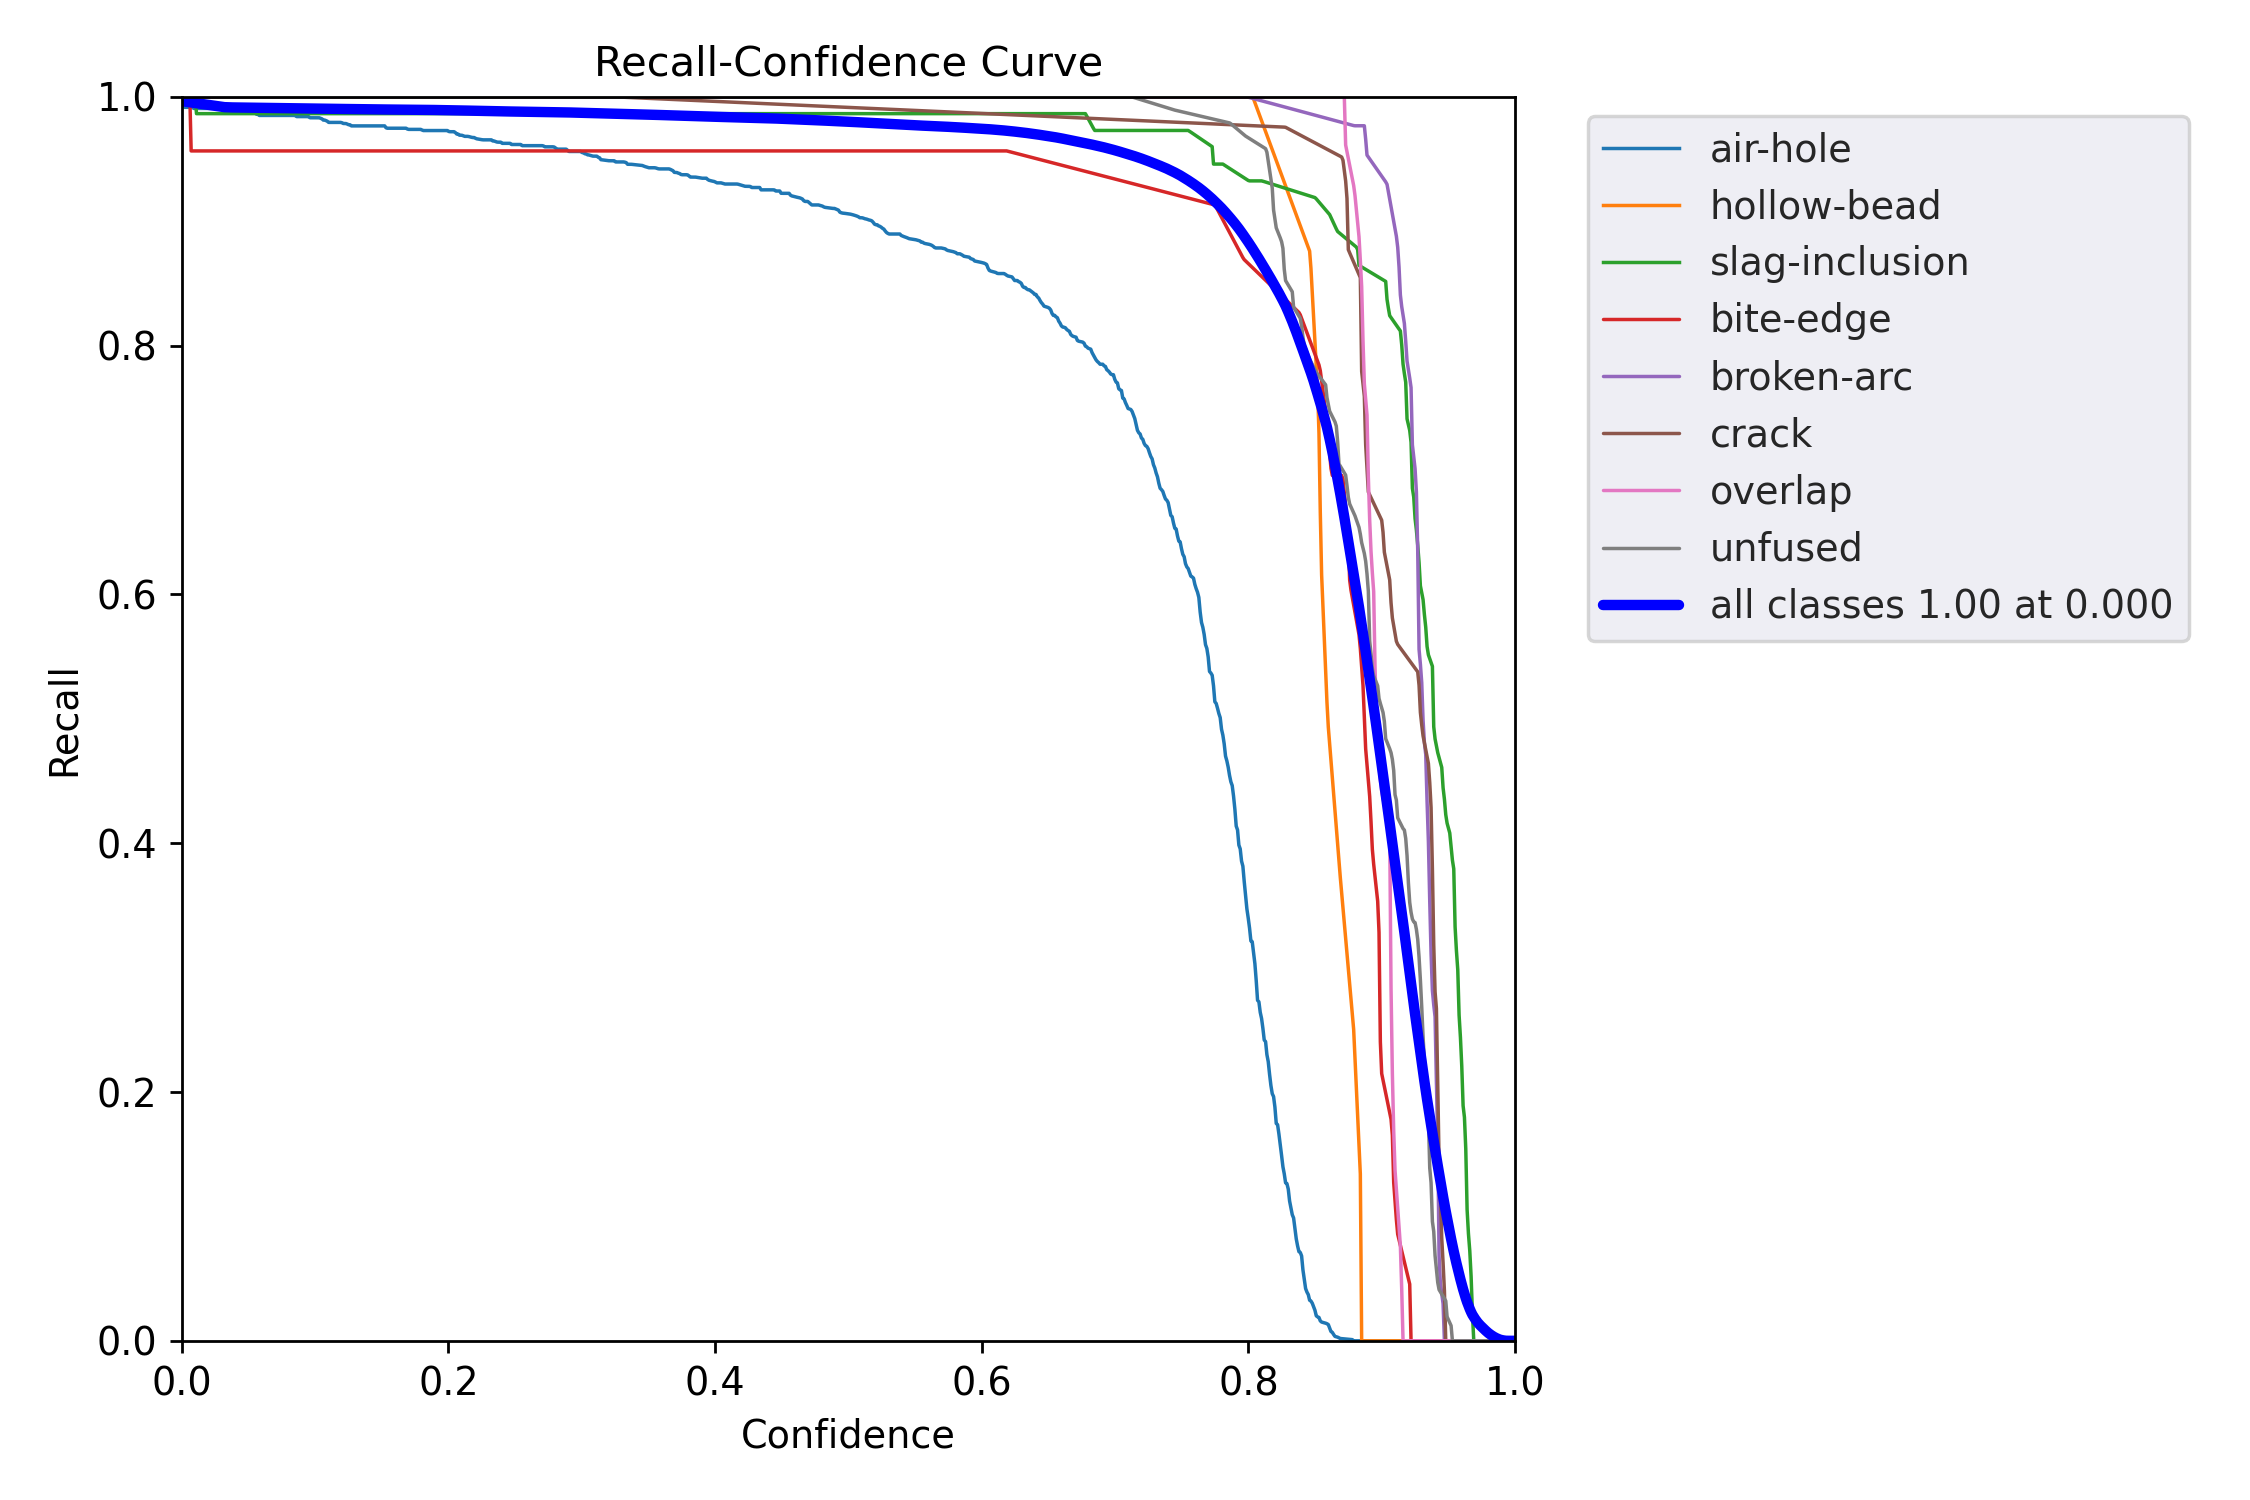 Recall-Confidence Curve
1.0
0.8
0.6
0.4
0.2
0.0
Recall
0.0 0.2 0.4 0.6 0.8 1.0
Confidence
air-hole
hollow-bead
slag-inclusion
bite-edge
broken-arc
crack
overlap
unfused
all classes 1.00 at 0.000